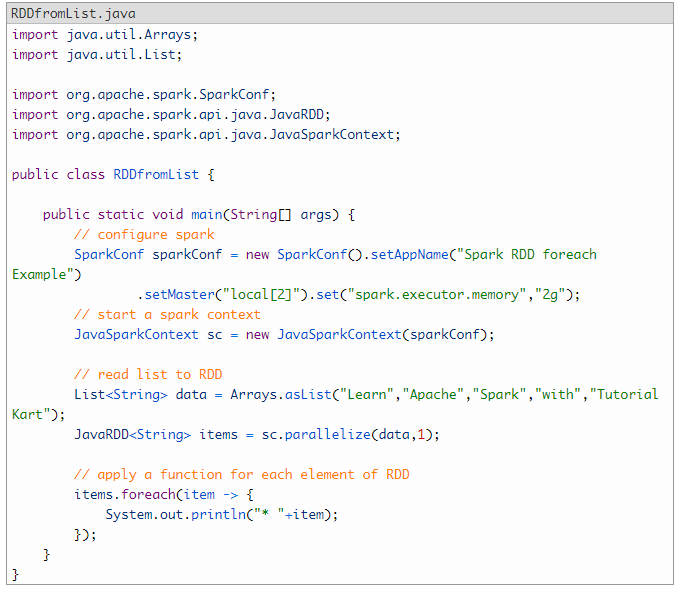 RDDfromList.java
import java.util.Arrays;
import java.util.List;

import org.apache.spark.SparkConf;
import org.apache.spark.api.java.JavaRDD;
import org.apache.spark.api.java.JavaSparkContext;

public class RDDfromList {

    public static void main(String[] args) {
        // configure spark
        SparkConf sparkConf = new SparkConf().setAppName("Spark RDD foreach
Example")
                .setMaster("local[2]").set("spark.executor.memory","2g");
        // start a spark context
        JavaSparkContext sc = new JavaSparkContext(sparkConf);

        // read list to RDD
        List<String> data = Arrays.asList("Learn","Apache","Spark","with","Tutorial
Kart");
        JavaRDD<String> items = sc.parallelize(data,1);

        // apply a function for each element of RDD
        items.foreach(item -> {
            System.out.println("* "+item);
        });
    }
}